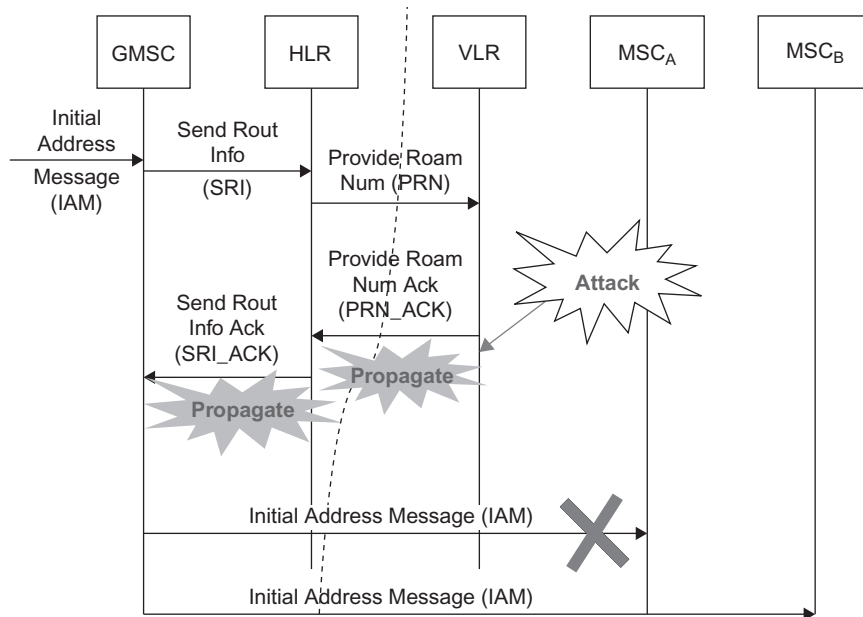 GMSC
HLR
VLR
MSCA
MSCB
Initial
Address
Message
(IAM)
Send Rout
Info
(SRI)
Provide Roam
Num (PRN)
Attack
Provide Roam
Num Ack
(PRN_ACK)
Send Rout
Info Ack
(SRI_ACK)
Propagate
Propagate
Initial Address Message (IAM)
Initial Address Message (IAM)